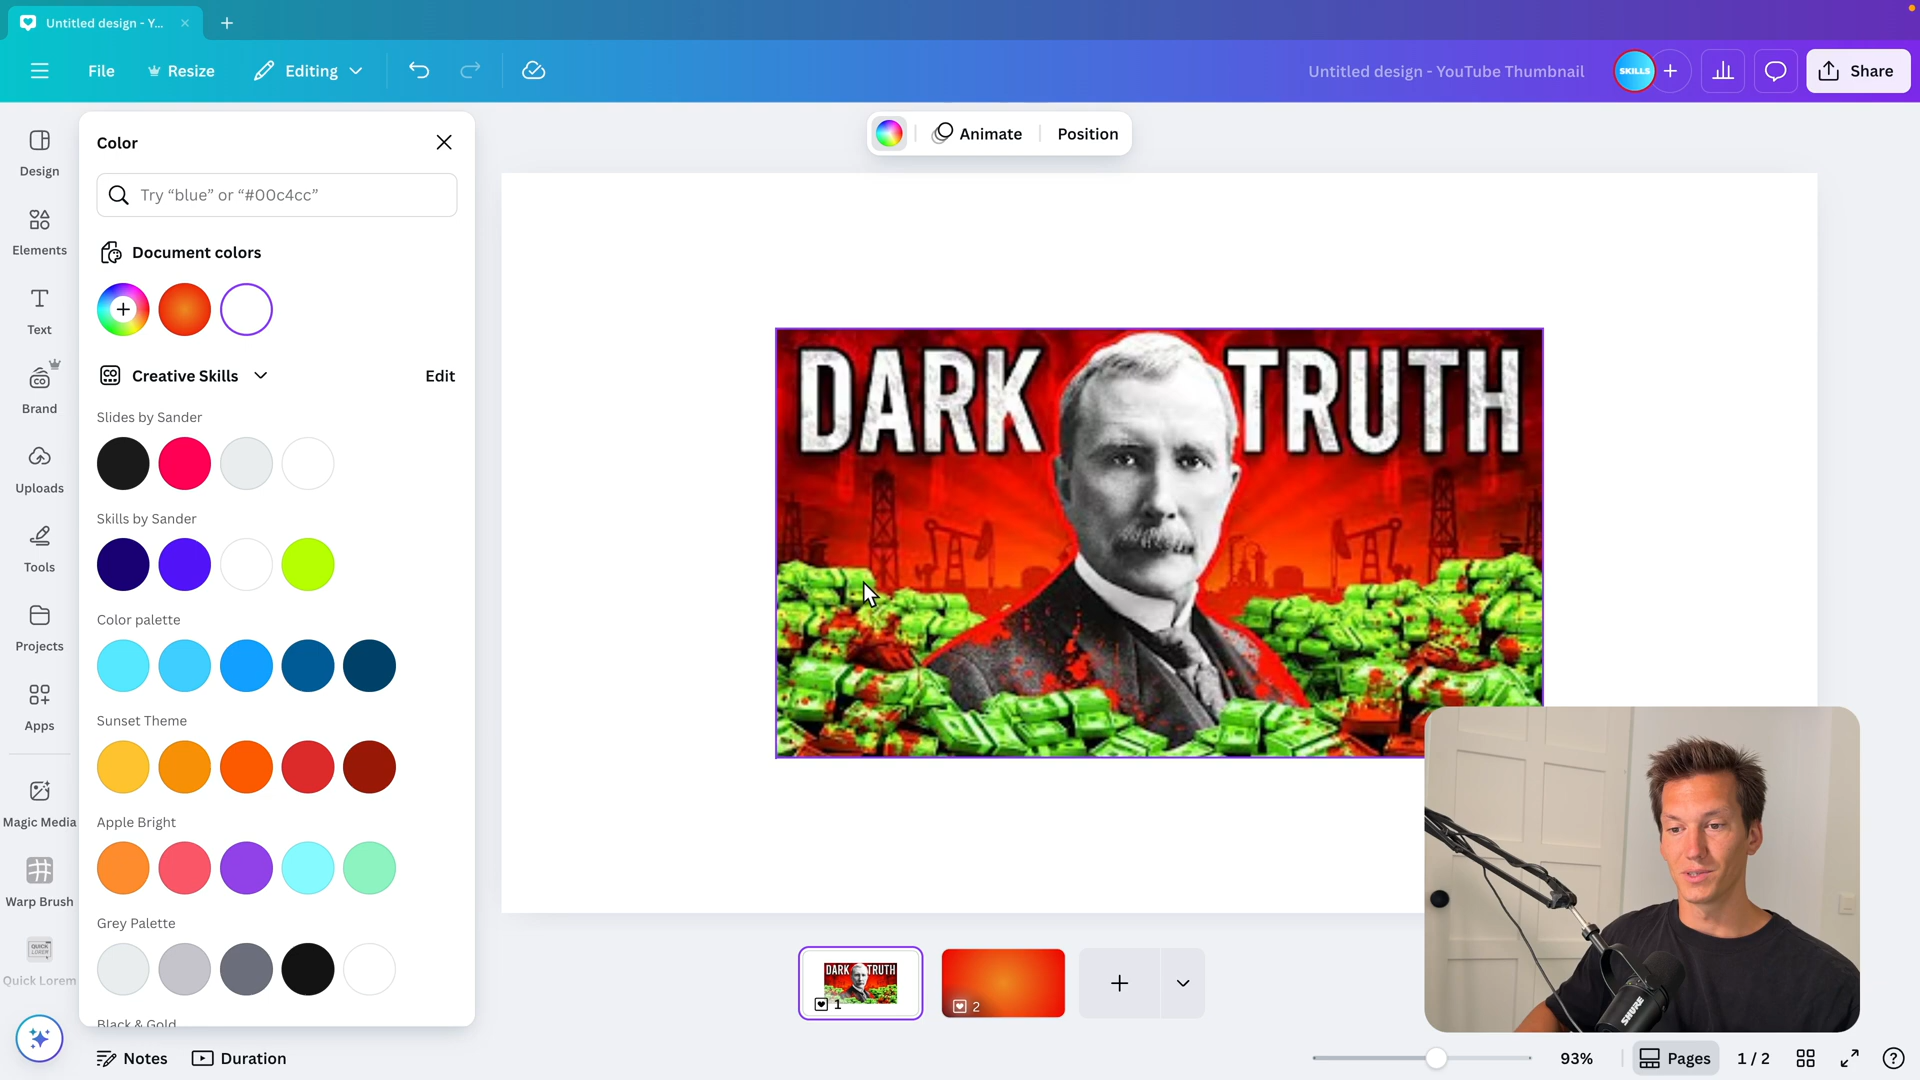 Untitled design - Y...
File
Resize
Editing
Untitled design - YouTube Thumbnail
SKILLS
Share
Design
Elements
Text
Brand
Uploads
Tools
Projects
Apps
Magic Media
Warp Brush
QUICK LOREM
Quick Lorem
Color
Try “blue” or “#00c4cc”
Document colors
Creative Skills
Edit
Slides by Sander
Skills by Sander
Color palette
Sunset Theme
Apple Bright
Grey Palette
Black & Gold
Animate
Position
DARK TRUTH
DARK TRUTH
1
2
SHURE
Notes
Duration
93%
Pages
1 / 2